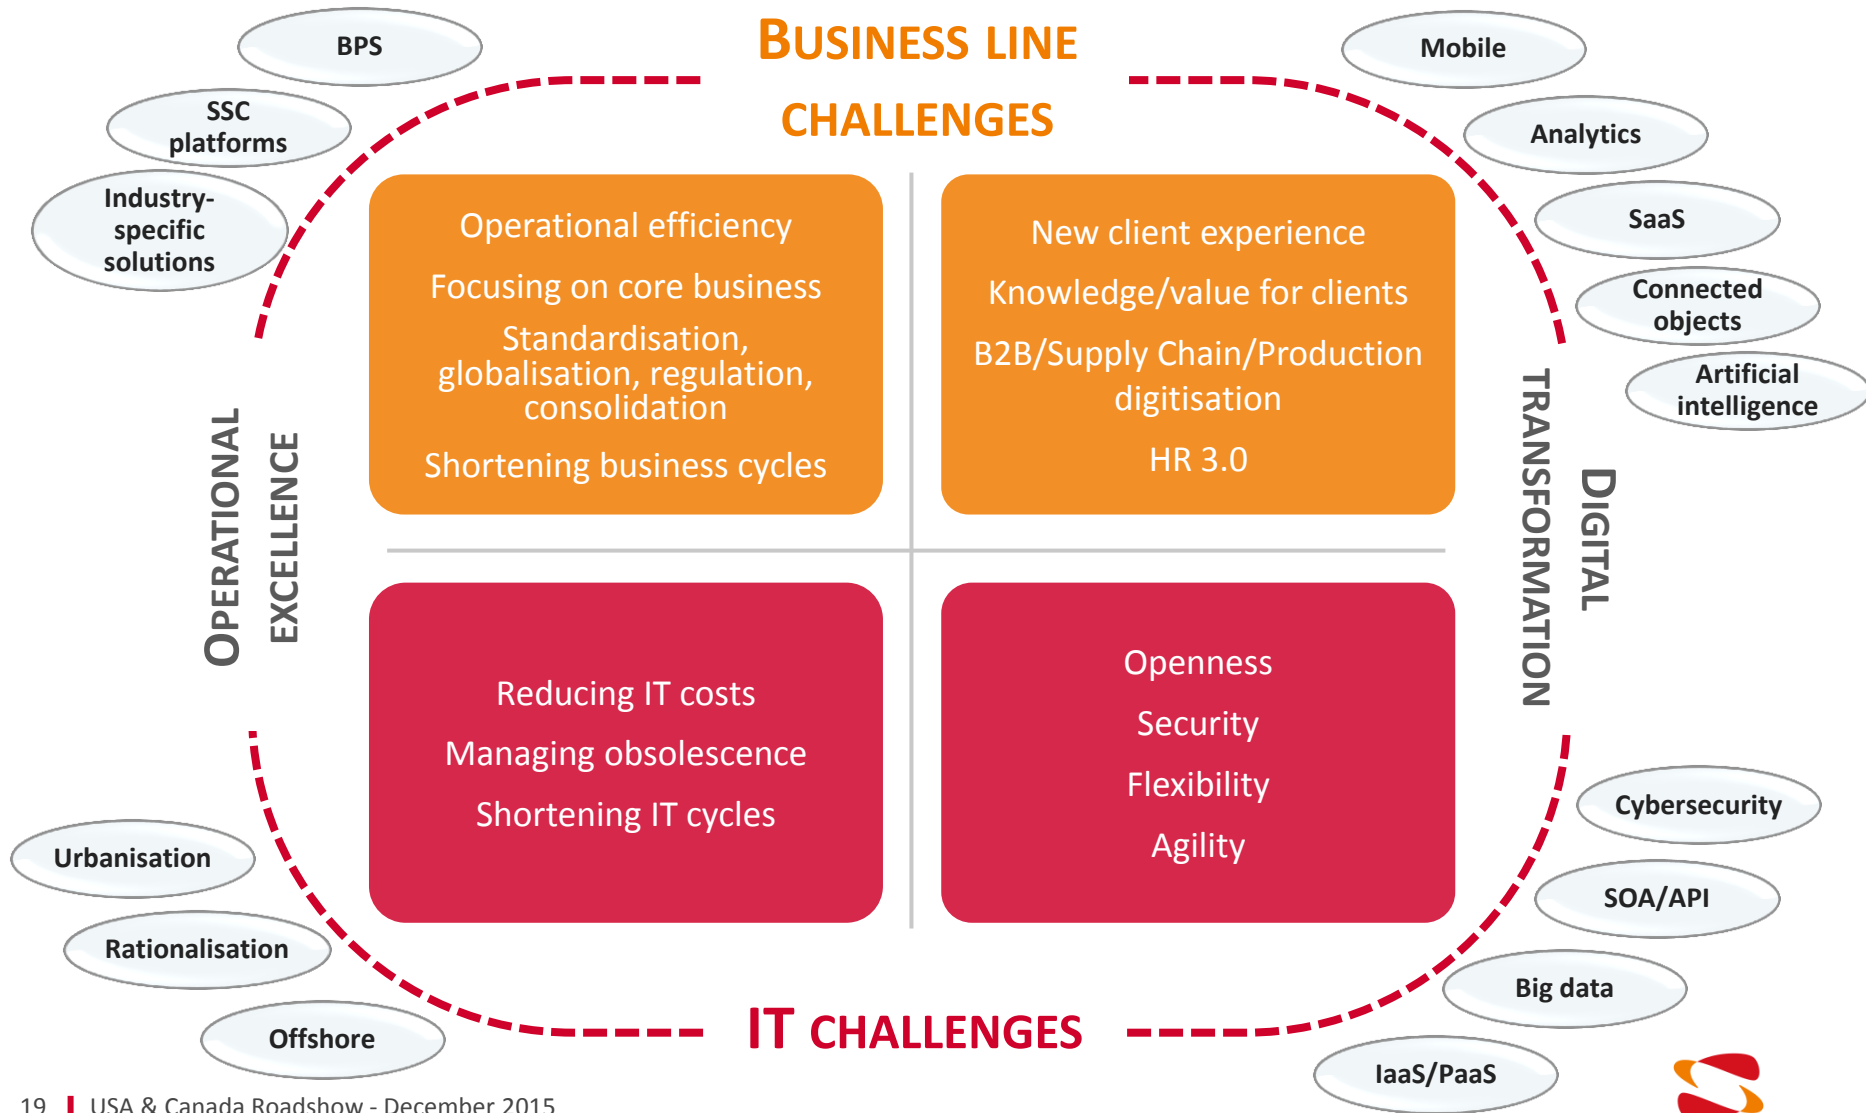 BUSINESS LINE
CHALLENGES
BPS
SSC
platforms
Industry-
specific
solutions
Mobile
Analytics
SaaS
Connected
objects
Artificial
intelligence
OPERATIONAL
EXCELLENCE
Operational efficiency
Focusing on core business
Standardisation,
globalisation, regulation,
consolidation
Shortening business cycles
New client experience
Knowledge/value for clients
B2B/Supply Chain/Production
digitisation
HR 3.0
DIGITAL
TRANSFORMATION
Reducing IT costs
Managing obsolescence
Shortening IT cycles
Openness
Security
Flexibility
Agility
Urbanisation
Rationalisation
Offshore
Cybersecurity
SOA/API
Big data
IaaS/PaaS
IT CHALLENGES
19 USA & Canada Roadshow - December 2015